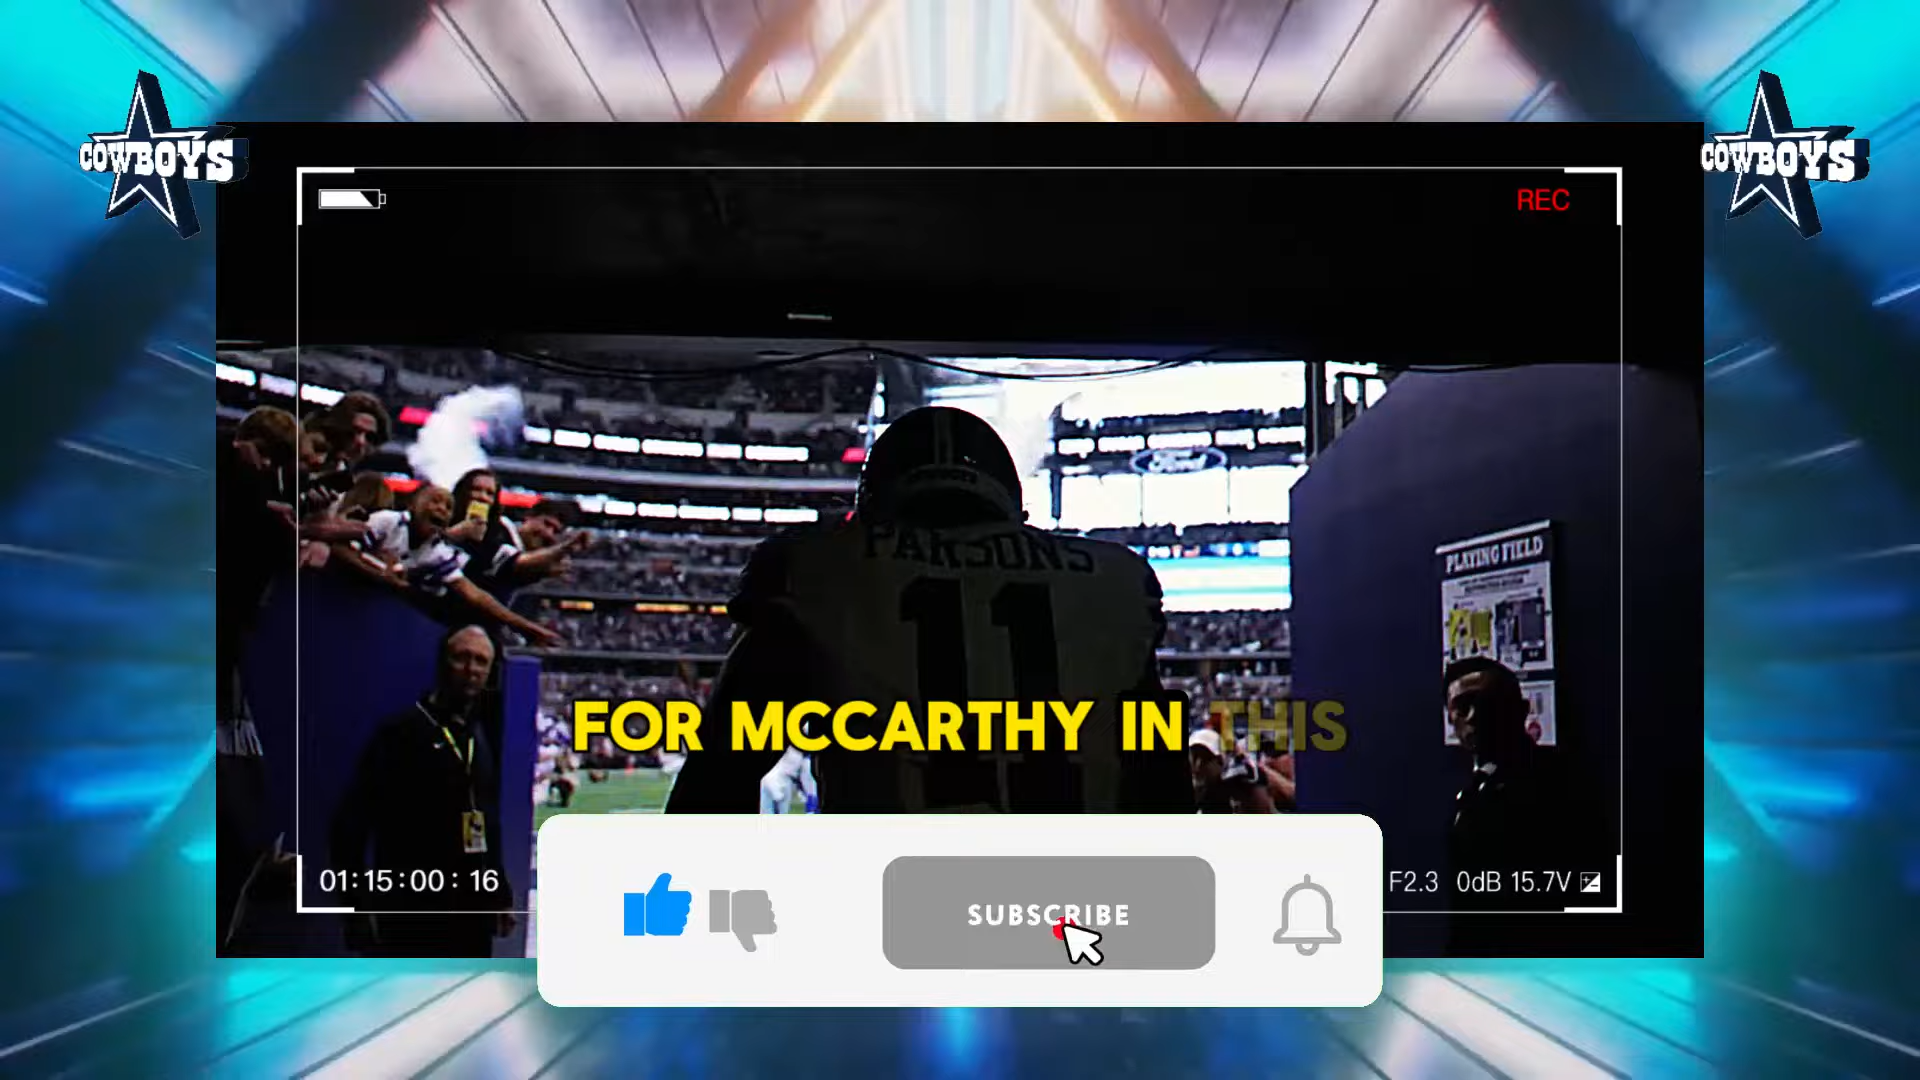 COWBOYS
COWBOYS
REC
Ford
PARSONS
11
PLAYING FIELD
FOR MCCARTHY IN THIS
01:15:00:16
F2.3 0dB 15.7V
SUBSCRIBE